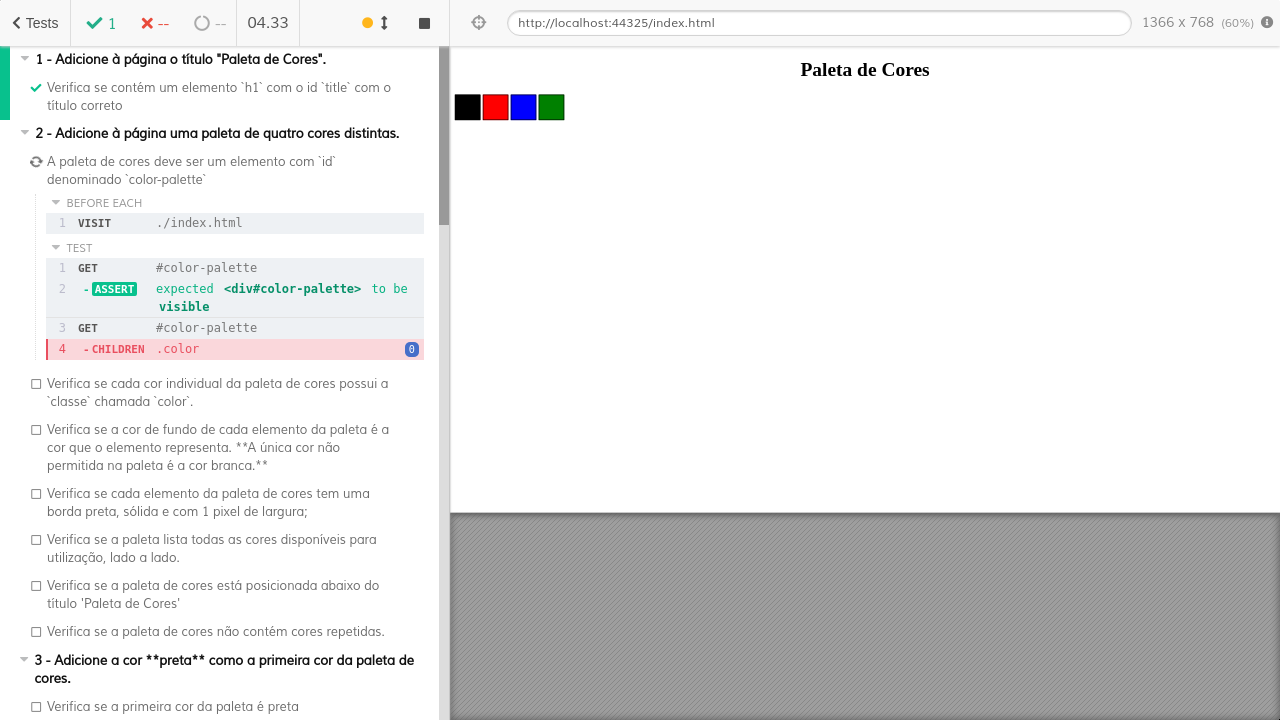 Tests
1
--
--
04.33
http://localhost:44325/index.html
1366 x 768 (60%)
1 - Adicione à página o título "Paleta de Cores".
Verifica se contém um elemento `h1` com o id `title` com o
título correto
2 - Adicione à página uma paleta de quatro cores distintas.
A paleta de cores deve ser um elemento com `id`
denominado `color-palette`
BEFORE EACH
1 VISIT ./index.html
TEST
1 GET #color-palette
2 -ASSERT expected <div#color-palette> to be
visible
3 GET #color-palette
4 -CHILDREN .color 0
Verifica se cada cor individual da paleta de cores possui a
`classe` chamada `color`.
Verifica se a cor de fundo de cada elemento da paleta é a
cor que o elemento representa. **A única cor não
permitida na paleta é a cor branca.**
Verifica se cada elemento da paleta de cores tem uma
borda preta, sólida e com 1 pixel de largura;
Verifica se a paleta lista todas as cores disponíveis para
utilização, lado a lado.
Verifica se a paleta de cores está posicionada abaixo do
título 'Paleta de Cores'
Verifica se a paleta de cores não contém cores repetidas.
3 - Adicione a cor **preta** como a primeira cor da paleta de
cores.
Verifica se a primeira cor da paleta é preta
Paleta de Cores